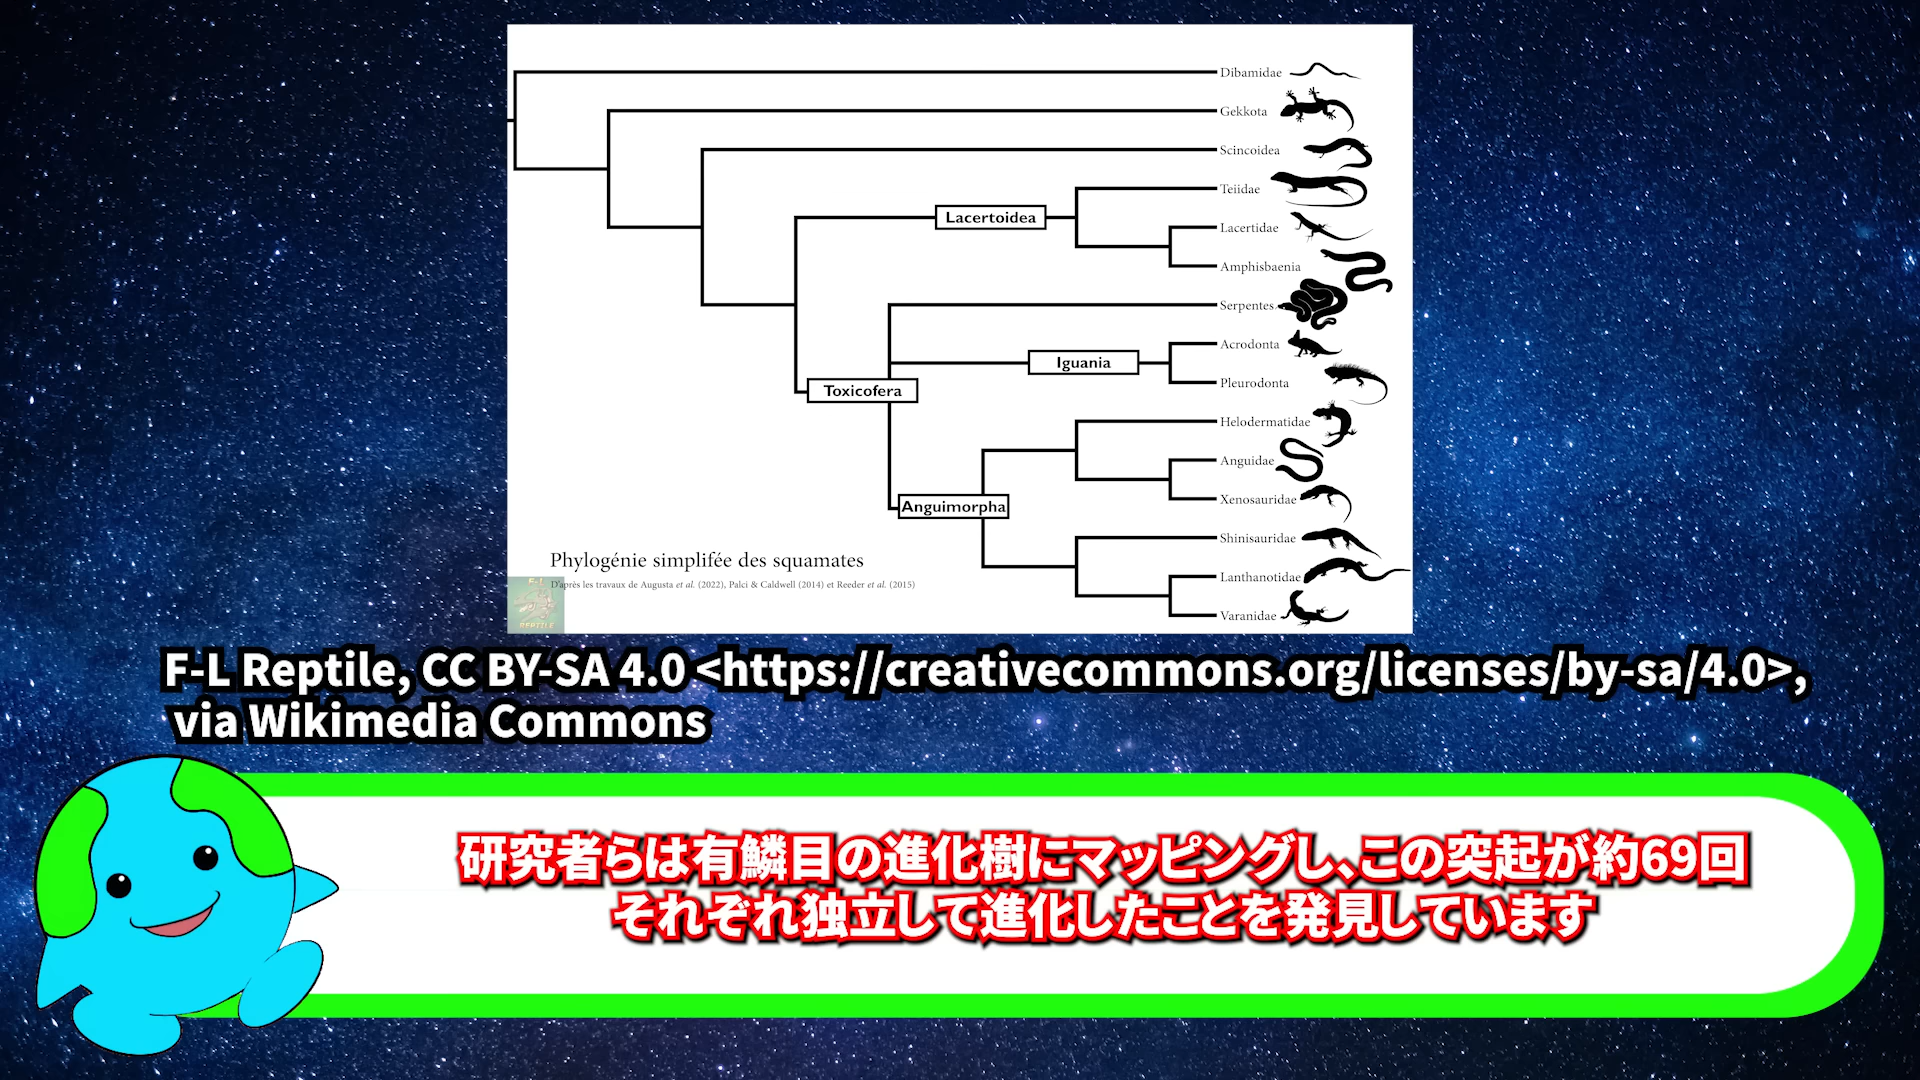 Dibamidae
Gekkota
Scincoidea
Teiidae
Lacertoidea
Lacertidae
Amphisbaenia
Serpentes
Acrodonta
Iguania
Pleurodonta
Toxicofera
Helodermatidae
Anguidae
Xenosauridae
Anguimorpha
Shinisauridae
Lanthanotidae
Varanidae
Phylogénie simplifée des squamates
D'après les travaux de Augusta et al. (2022), Palci & Caldwell (2014) et Reeder et al. (2015)
F-L
REPTILE
F-L Reptile, CC BY-SA 4.0 <https://creativecommons.org/licenses/by-sa/4.0>,
via Wikimedia Commons
研究者らは有鱗目の進化樹にマッピングし、この突起が約69回
それぞれ独立して進化したことを発見しています